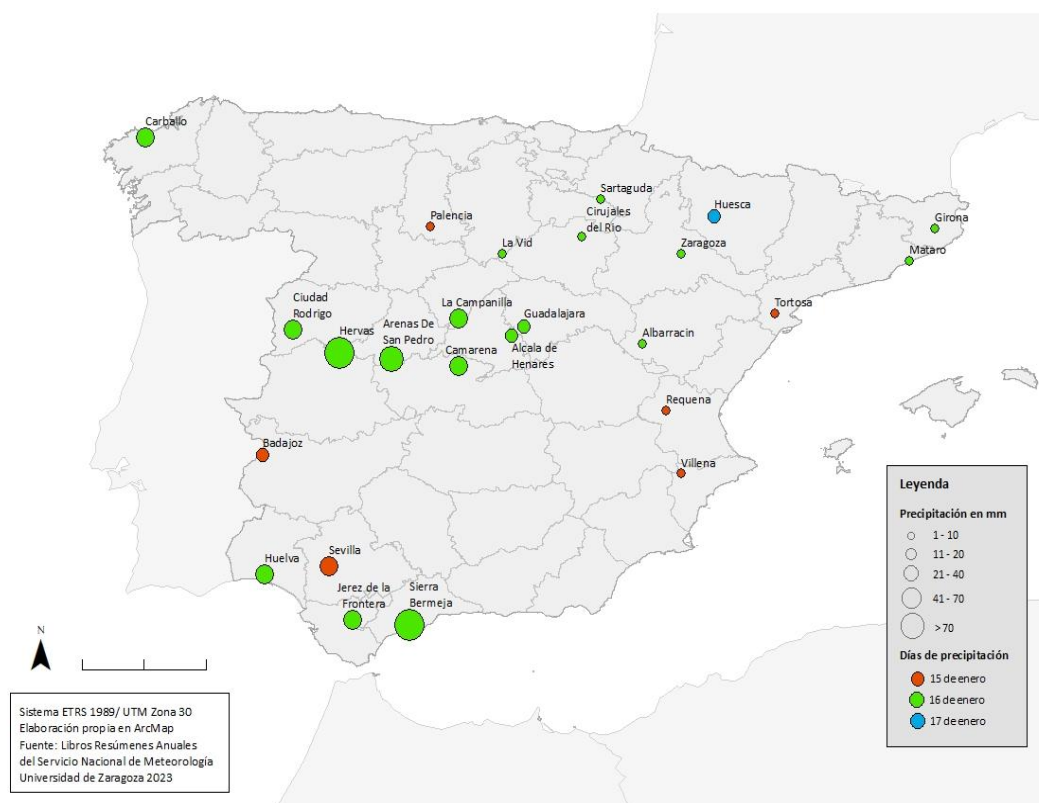 Carballo
Sartaguda
Palencia
Cirujales
del Rio
Huesca
Girona
La Vid
Zaragoza
Mataro
Ciudad
Rodrigo
La Campanilla
Guadalajara
Tortosa
Hervas
Arenas De
San Pedro
Camarena
Alcala de
Henares
Albarracin
Requena
Badajoz
Villena
Huelva
Sevilla
Jerez de la
Frontera
Sierra
Bermeja
N
Leyenda
Precipitación en mm
1 - 10
11 - 20
21 - 40
41 - 70
>70
Días de precipitación
15 de enero
16 de enero
17 de enero
Sistema ETRS 1989/ UTM Zona 30
Elaboración propia en ArcMap
Fuente: Libros Resúmenes Anuales
del Servicio Nacional de Meteorología
Universidad de Zaragoza 2023